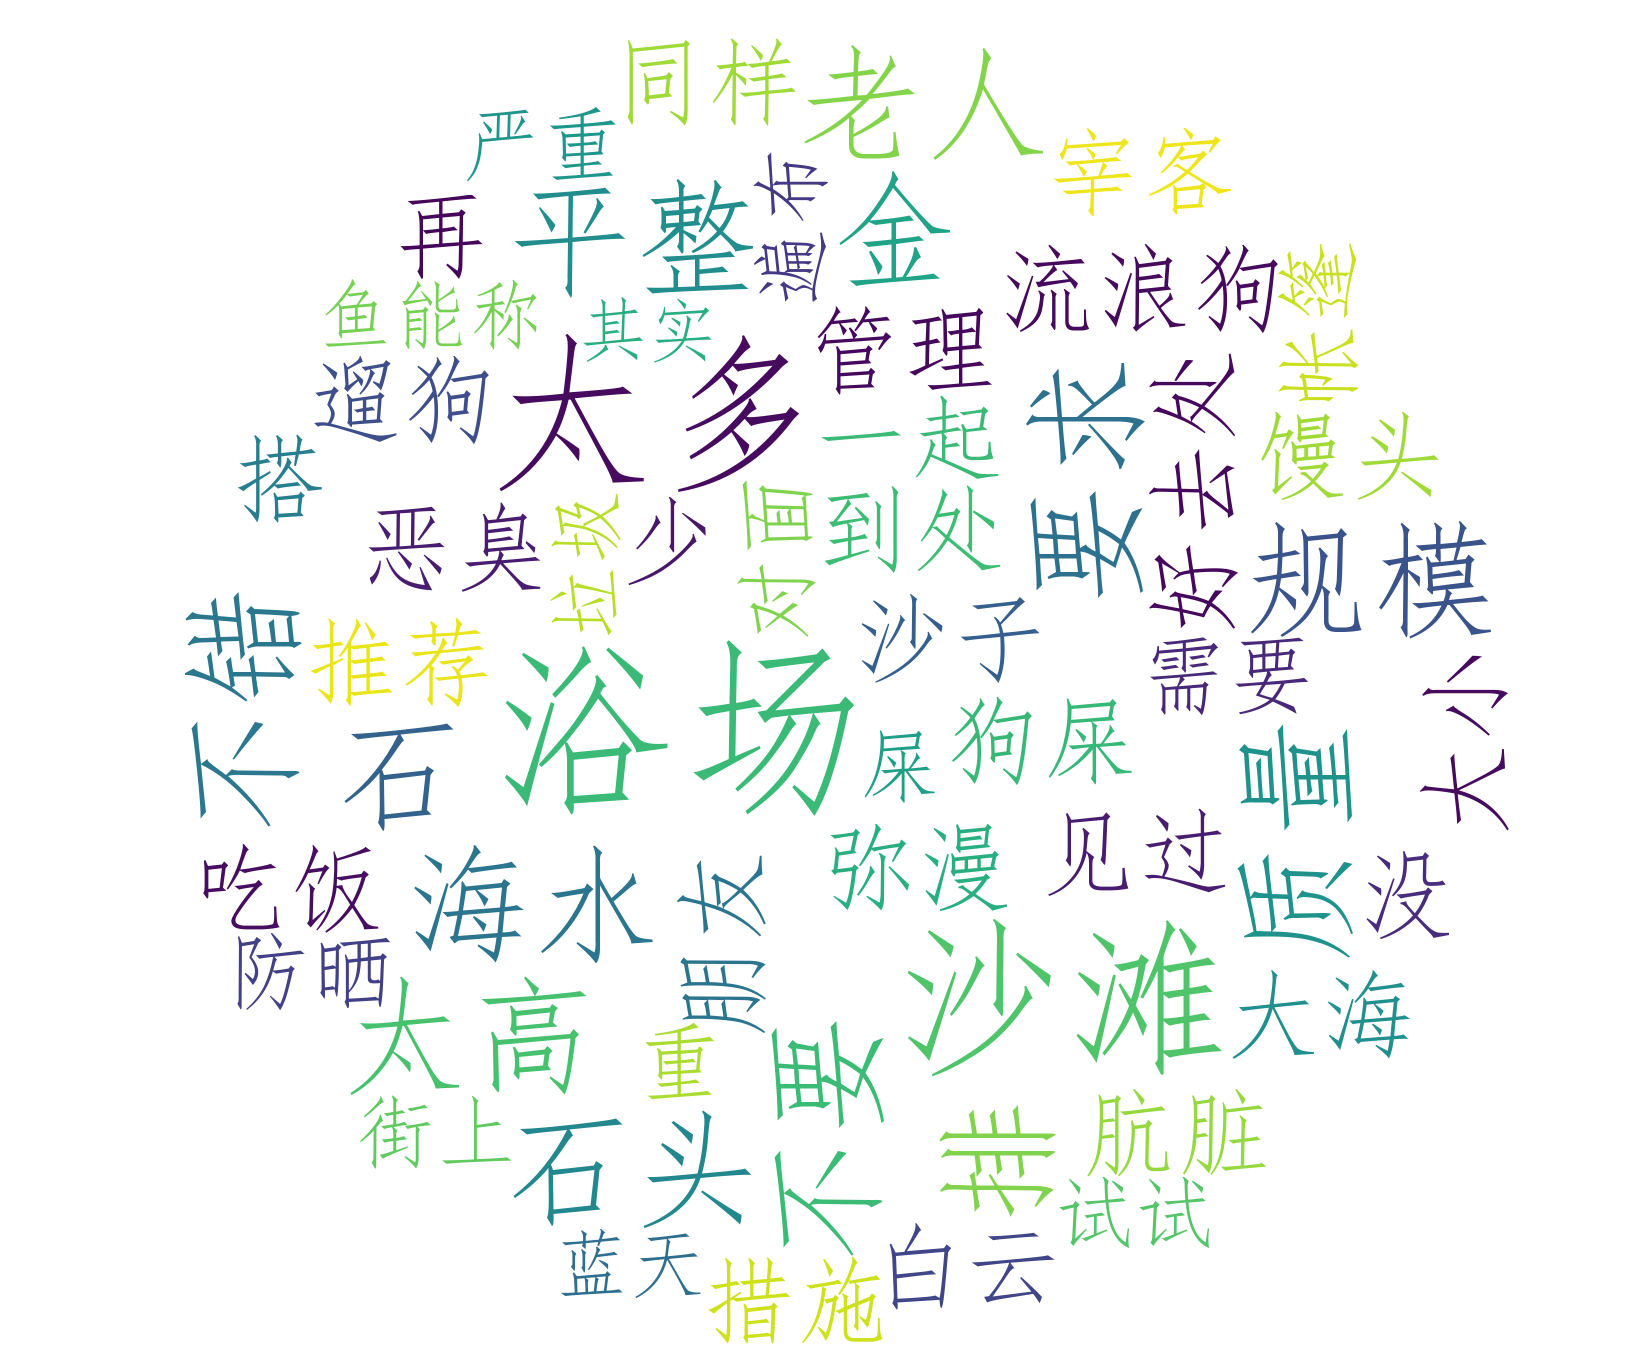 同样
老人
严重
宰客
遍布
平整
金
再
流浪狗
帐篷
鱼能称
其实
管理
太多
遛狗
要求
好去处
一起
馒头
搭
恶臭
垃圾
少
对面
到处
规模
不错
推荐
沙子
需要
浴场
大小
石
狗屎
屎
质量
吃饭
海水
朋友
弥漫
见过
没
防晒
沙滩
太高
大海
重
不要
街上
石头
排
肮脏
试试
蓝天
措施
白云